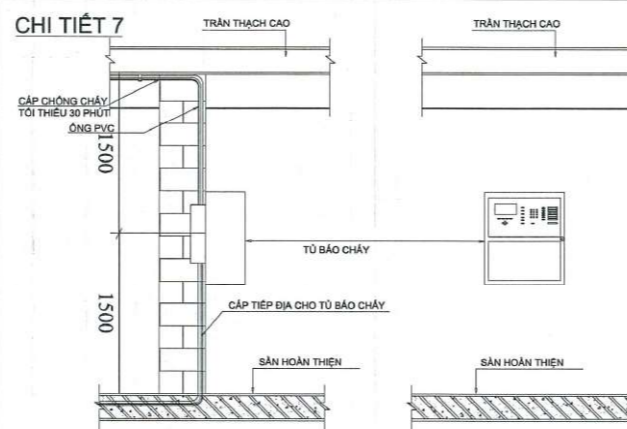 CHI TIẾT 7
TRẦN THẠCH CAO
TRẦN THẠCH CAO
CÁP CHỐNG CHÁY
TỐI THIỂU 30 PHÚT
ỐNG PVC
1500
TỦ BÁO CHÁY
1500
CÁP TIẾP ĐỊA CHO TỦ BÁO CHÁY
SÀN HOÀN THIỆN
SÀN HOÀN THIỆN